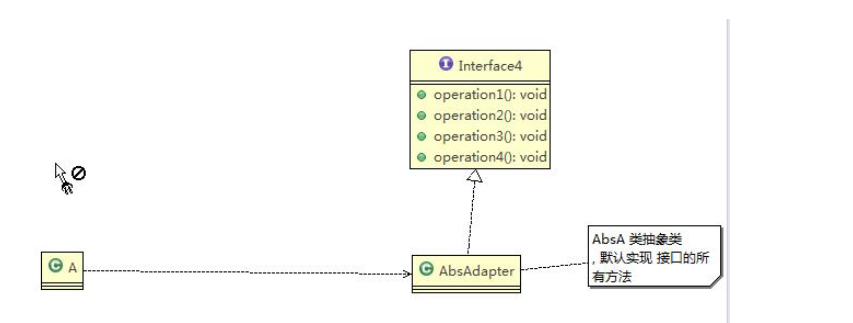 Interface4
operation1(): void
operation2(): void
operation3(): void
operation4(): void
A
AbsAdapter
AbsA 类抽象类
, 默认实现 接口的所
有方法